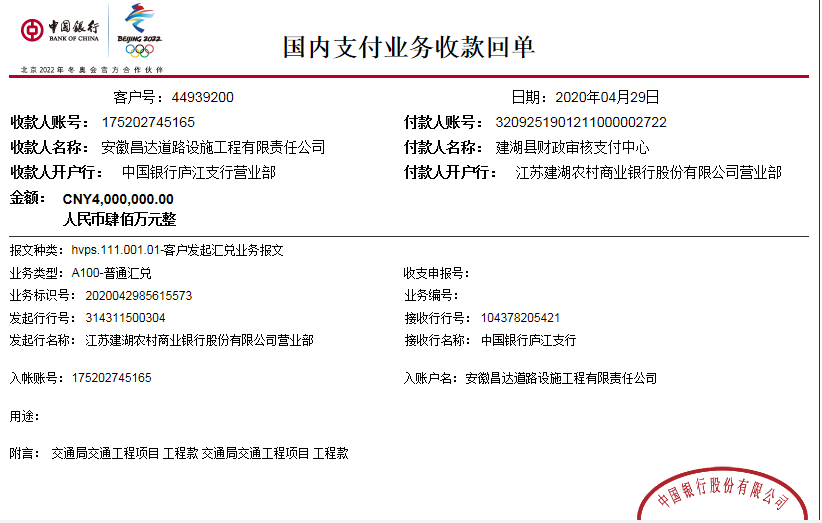 中国银行
BANK OF CHINA
BEIJING 2022
北京2022年冬奥会官方合作伙伴
国内支付业务收款回单
客户号：44939200 日期：2020年04月29日
收款人账号：175202745165 付款人账号：3209251901211000002722
收款人名称：安徽昌达道路设施工程有限责任公司 付款人名称：建湖县财政审核支付中心
收款人开户行：中国银行庐江支行营业部 付款人开户行：江苏建湖农村商业银行股份有限公司营业部
金额：CNY4,000,000.00
人民币肆佰万元整
报文种类：hvps.111.001.01-客户发起汇兑业务报文
业务类型：A100-普通汇兑 收支申报号：
业务标识号：2020042985615573 业务编号：
发起行行号：314311500304 接收行行号：104378205421
发起行名称：江苏建湖农村商业银行股份有限公司营业部 接收行名称：中国银行庐江支行
入帐账号：175202745165 入账户名：安徽昌达道路设施工程有限责任公司
用途：
附言：交通局交通工程项目 工程款 交通局交通工程项目 工程款
中国银行股份有限公司